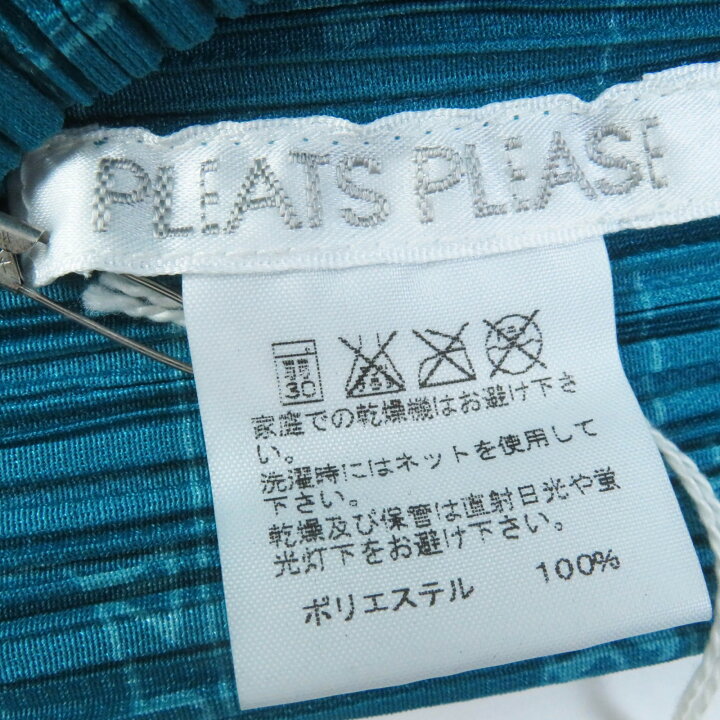 PLEATS PLEASE
30
家庭での乾燥機はお避け下さ
い。
洗濯時にはネットを使用して
下さい。
乾燥及び保管は直射日光や蛍
光灯下をお避け下さい。
ポリエステル 100%